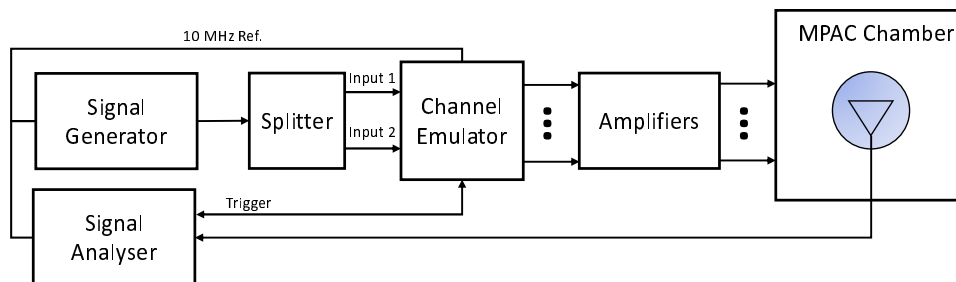 10 MHz Ref.
MPAC Chamber
Signal
Generator
Splitter
Input 1
Input 2
Channel
Emulator
Amplifiers
Trigger
Signal
Analyser